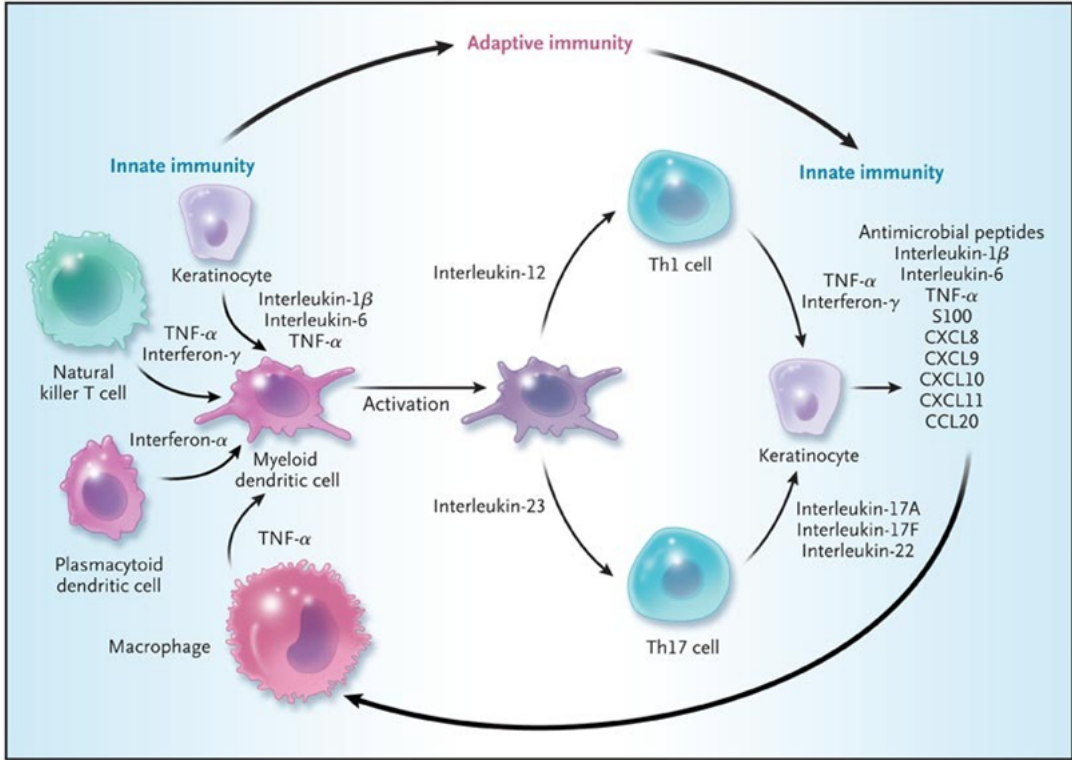 Adaptive immunity
Innate immunity
Keratinocyte
Interleukin-1β
Interleukin-6
TNF-α
TNF-α
Interferon-γ
Natural
killer T cell
Interferon-α
Myeloid
dendritic cell
Plasmacytoid
dendritic cell
TNF-α
Macrophage
Activation
Interleukin-12
Interleukin-23
Th1 cell
Th17 cell
TNF-α
Interferon-γ
Keratinocyte
Interleukin-17A
Interleukin-17F
Interleukin-22
Innate immunity
Antimicrobial peptides
Interleukin-1β
Interleukin-6
TNF-α
S100
CXCL8
CXCL9
CXCL10
CXCL11
CCL20